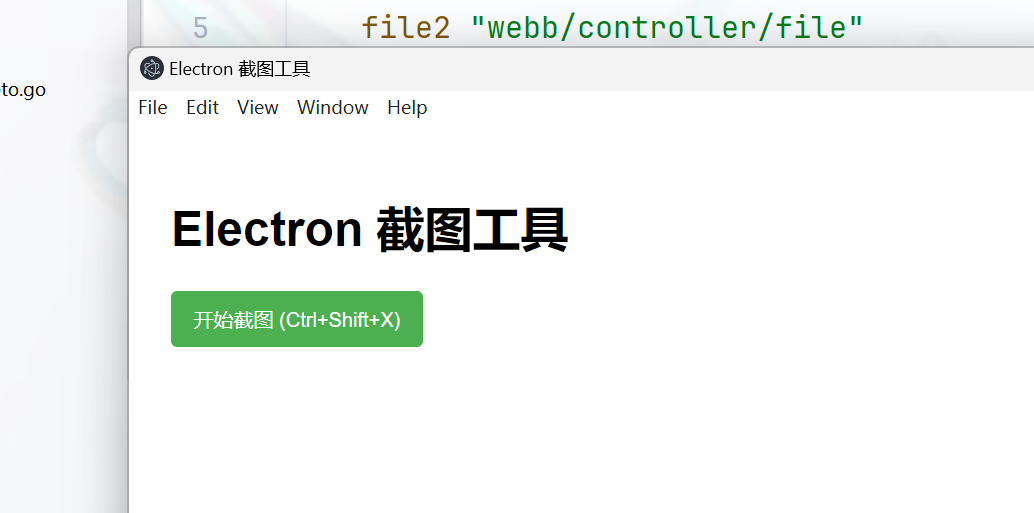 5 file2 "webb/controller/file"
to.go
Electron 截图工具
File Edit View Window Help
Electron 截图工具
开始截图 (Ctrl+Shift+X)